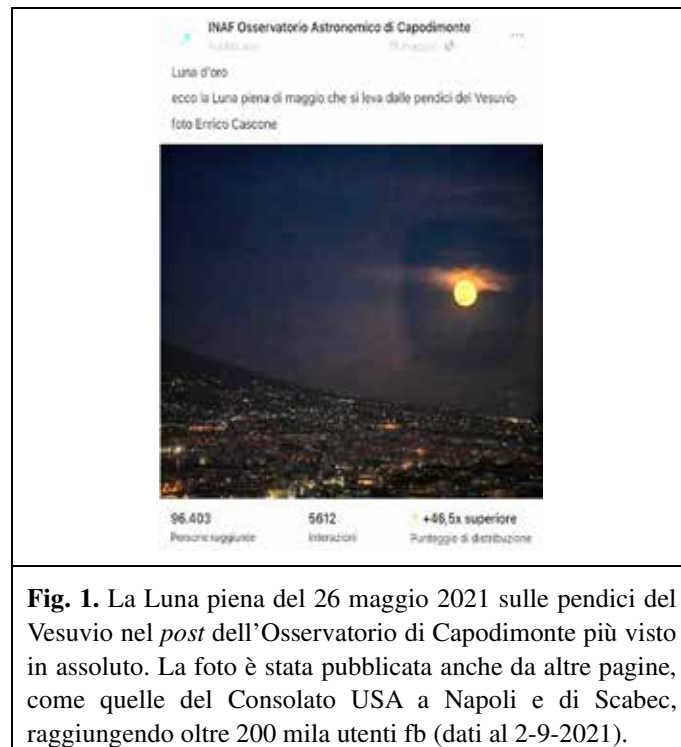 INAF Osservatorio Astronomico di Capodimonte
Luna d'oro
ecco la Luna piena di maggio che si leva dalle pendici del Vesuvio
foto Enrico Cascone
96.403 5612 +46,5x superiore
Persone raggiunte Interazioni Punteggio di distribuzione
Fig. 1. La Luna piena del 26 maggio 2021 sulle pendici del
Vesuvio nel post dell'Osservatorio di Capodimonte più visto
in assoluto. La foto è stata pubblicata anche da altre pagine,
come quelle del Consolato USA a Napoli e di Scabec,
raggiungendo oltre 200 mila utenti fb (dati al 2-9-2021).